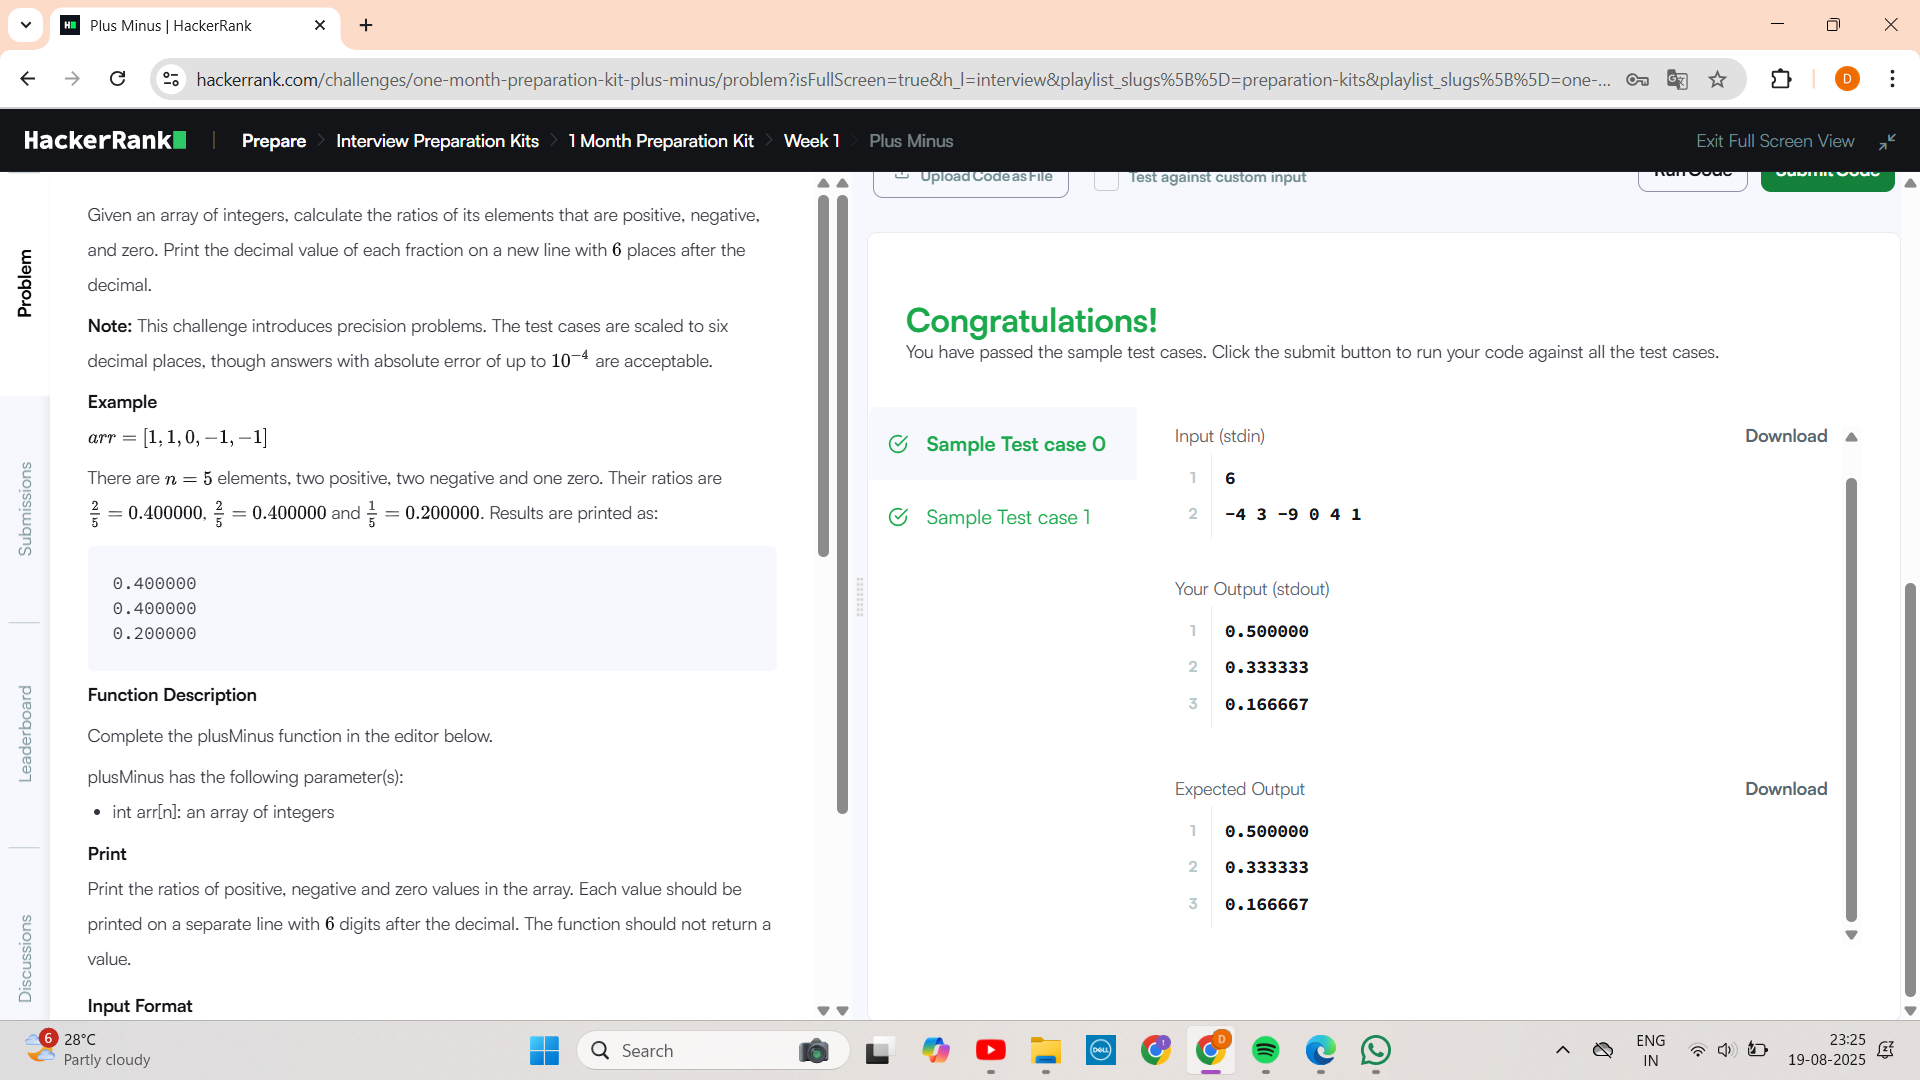 Plus Minus | HackerRank
hackerrank.com/challenges/one-month-preparation-kit-plus-minus/problem?isFullScreen=true&h_l=interview&playlist_slugs%5B%5D=preparation-kits&playlist_slugs%5B%5D=one-...
D
HackerRank
Prepare
Interview Preparation Kits
1 Month Preparation Kit
Week 1
Plus Minus
Exit Full Screen View
Problem
Submissions
Leaderboard
Discussions
Given an array of integers, calculate the ratios of its elements that are positive, negative,
and zero. Print the decimal value of each fraction on a new line with 6 places after the
decimal.
Note: This challenge introduces precision problems. The test cases are scaled to six
decimal places, though answers with absolute error of up to 10⁻⁴ are acceptable.
Example
arr = [1, 1, 0, −1, −1]
There are n = 5 elements, two positive, two negative and one zero. Their ratios are
2/5 = 0.400000, 2/5 = 0.400000 and 1/5 = 0.200000. Results are printed as:
0.400000
0.400000
0.200000
Function Description
Complete the plusMinus function in the editor below.
plusMinus has the following parameter(s):
• int arr[n]: an array of integers
Print
Print the ratios of positive, negative and zero values in the array. Each value should be
printed on a separate line with 6 digits after the decimal. The function should not return a
value.
Input Format
Upload Code as File
Test against custom input
Run Code
Submit Code
Congratulations!
You have passed the sample test cases. Click the submit button to run your code against all the test cases.
Sample Test case 0
Sample Test case 1
Input (stdin)
Download
1 6
2 -4 3 -9 0 4 1
Your Output (stdout)
1 0.500000
2 0.333333
3 0.166667
Expected Output
Download
1 0.500000
2 0.333333
3 0.166667
6
28°C
Partly cloudy
Search
DELL
D
ENG
IN
23:25
19-08-2025